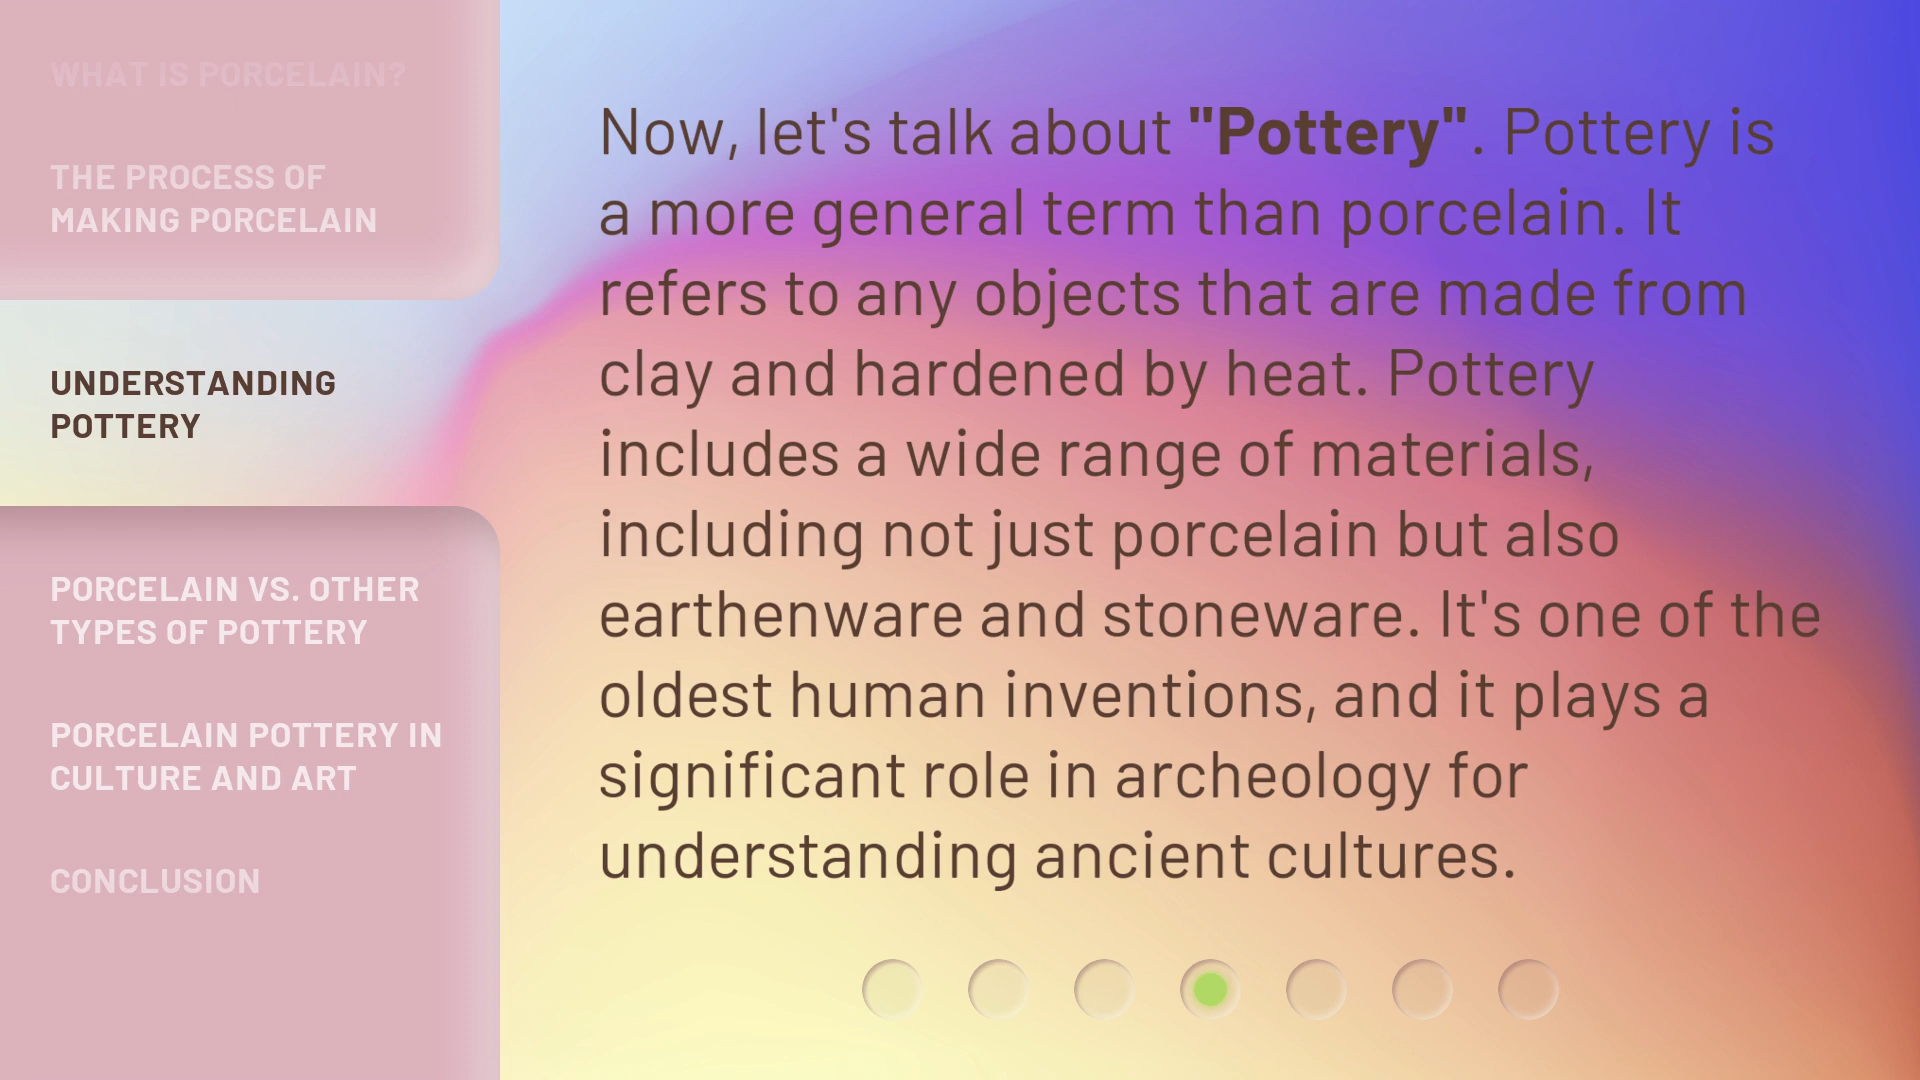 WHAT IS PORCELAIN?
THE PROCESS OF
MAKING PORCELAIN
UNDERSTANDING
POTTERY
PORCELAIN VS. OTHER
TYPES OF POTTERY
PORCELAIN POTTERY IN
CULTURE AND ART
CONCLUSION
Now, let's talk about "Pottery". Pottery is
a more general term than porcelain. It
refers to any objects that are made from
clay and hardened by heat. Pottery
includes a wide range of materials,
including not just porcelain but also
earthenware and stoneware. It's one of the
oldest human inventions, and it plays a
significant role in archeology for
understanding ancient cultures.